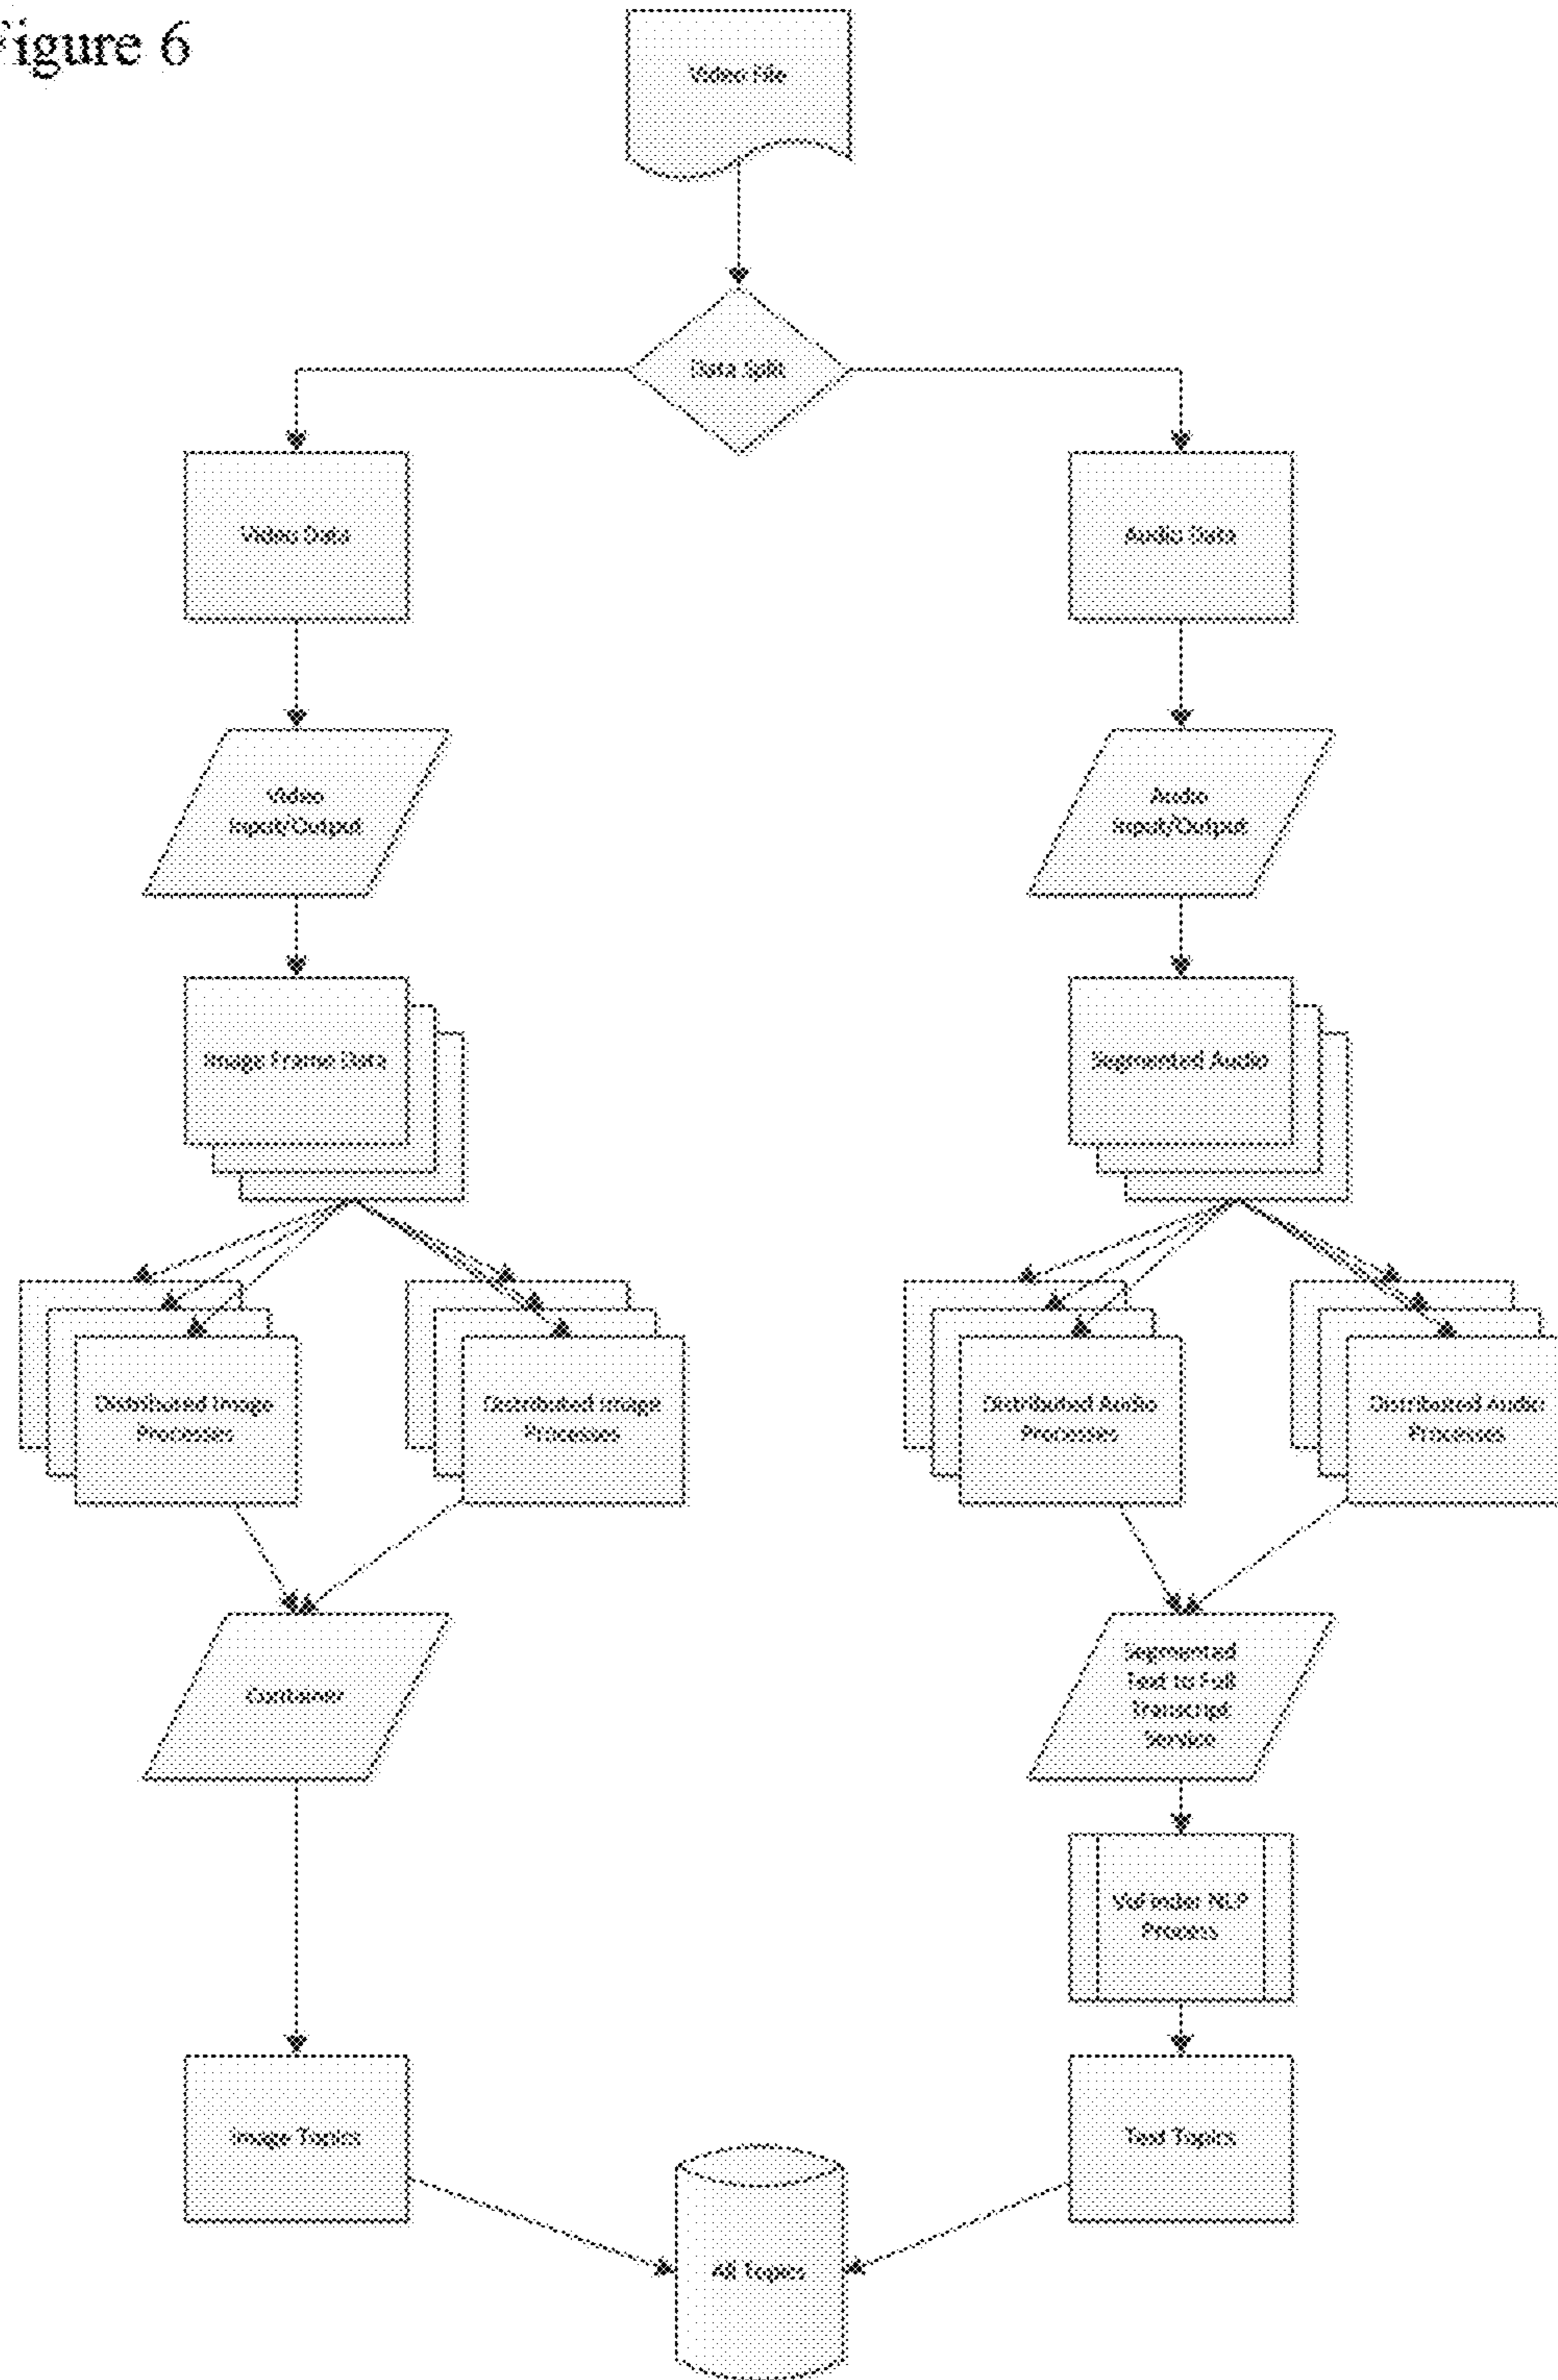 Figure 6
Video File
Data Split
Video Data
Audio Data
Video
Input/Output
Audio
Input/Output
Image Frame Data
Segmented Audio
Distributed Image
Processes
Distributed Image
Processes
Distributed Audio
Processes
Distributed Audio
Processes
Container
Segmented
Text to Full
Transcript
Service
NLP
Process
Image Topics
Text Topics
All Topics